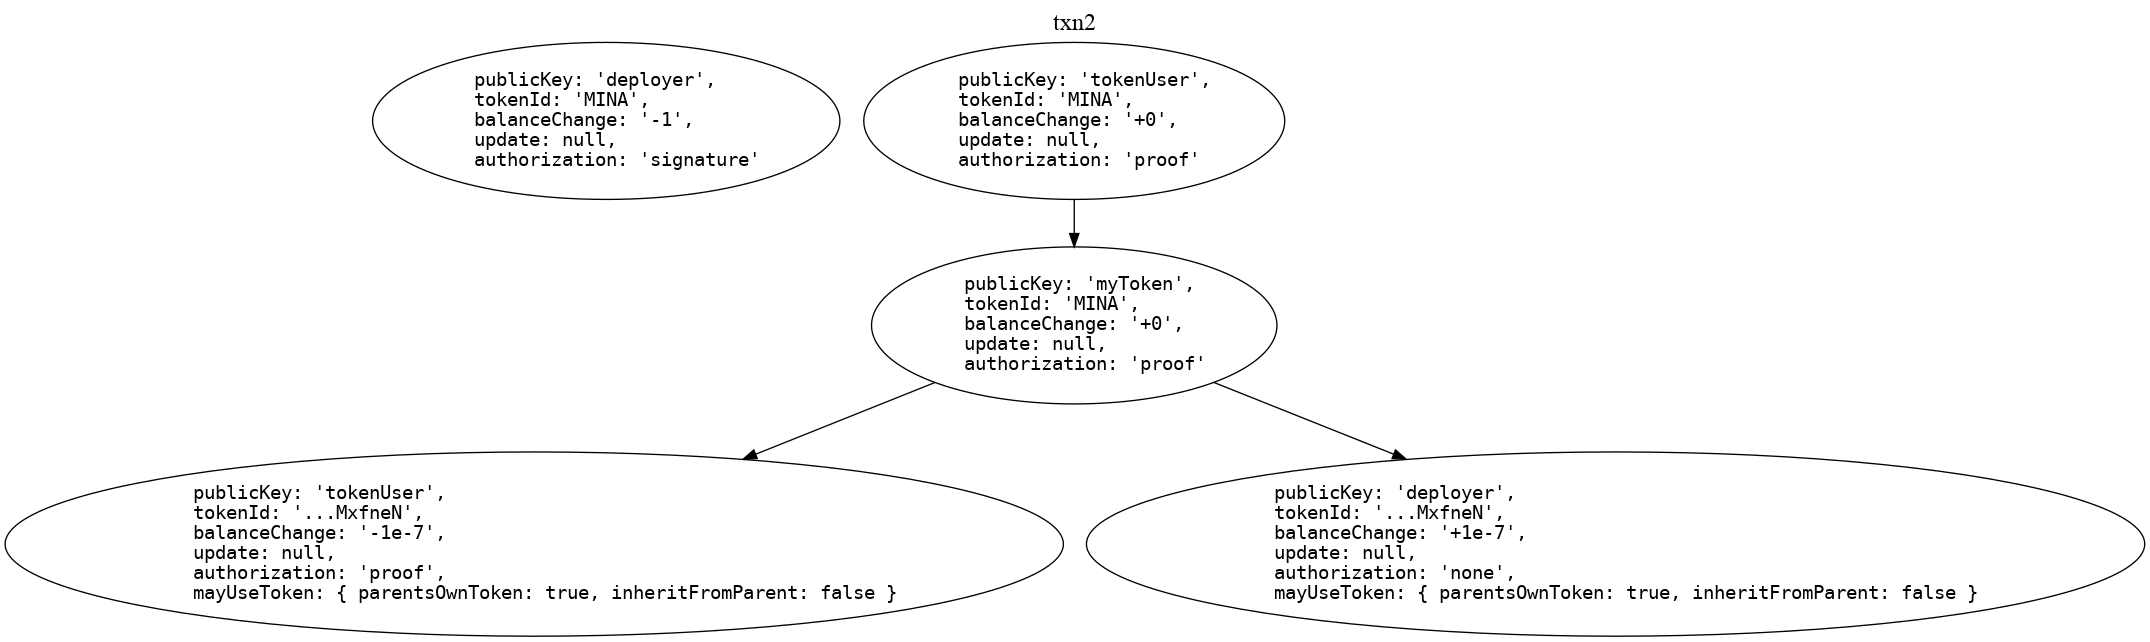 txn2
publicKey: 'deployer',
tokenId: 'MINA',
balanceChange: '-1',
update: null,
authorization: 'signature'
publicKey: 'tokenUser',
tokenId: 'MINA',
balanceChange: '+0',
update: null,
authorization: 'proof'
publicKey: 'myToken',
tokenId: 'MINA',
balanceChange: '+0',
update: null,
authorization: 'proof'
publicKey: 'tokenUser',
tokenId: '...MxfneN',
balanceChange: '-1e-7',
update: null,
authorization: 'proof',
mayUseToken: { parentsOwnToken: true, inheritFromParent: false }
publicKey: 'deployer',
tokenId: '...MxfneN',
balanceChange: '+1e-7',
update: null,
authorization: 'none',
mayUseToken: { parentsOwnToken: true, inheritFromParent: false }